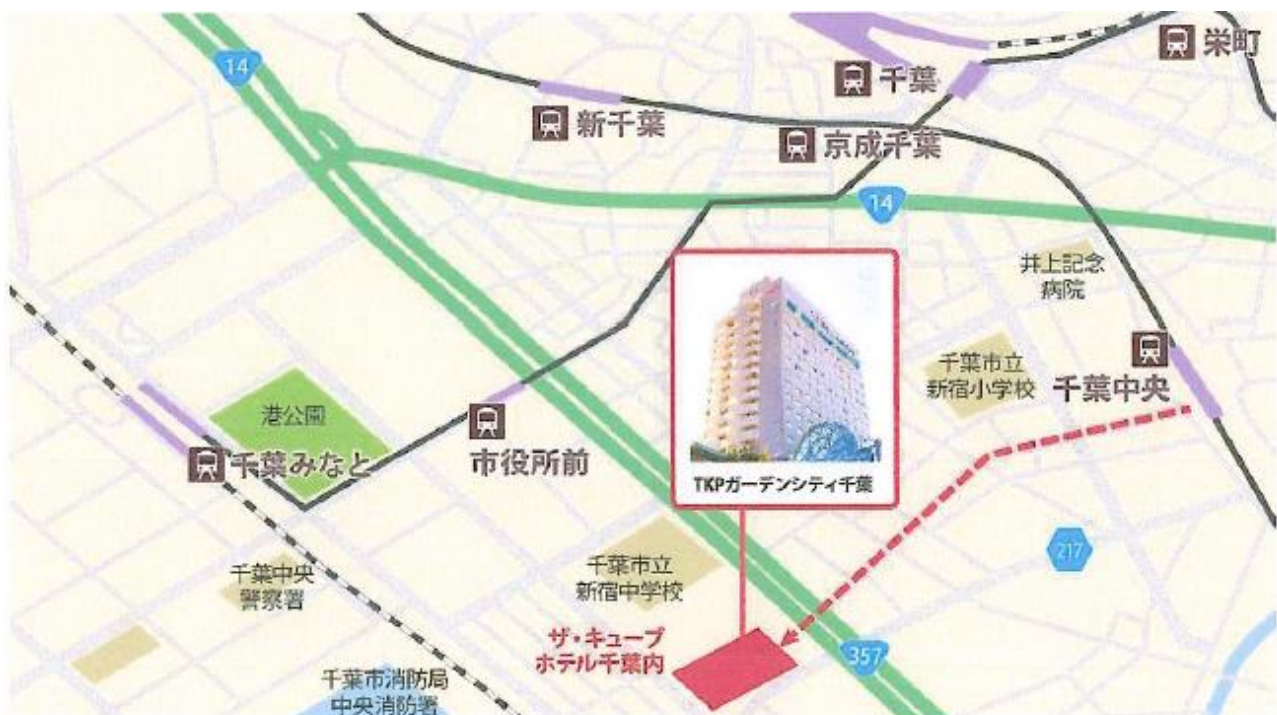 14
栄町
千葉
新千葉
京成千葉
14
井上記念
病院
千葉市立
新宿小学校
千葉中央
港公園
千葉みなと
市役所前
TKPガーデンシティ千葉
217
千葉市立
新宿中学校
千葉中央
警察署
ザ・キューブ
ホテル千葉内
357
千葉市消防局
中央消防署